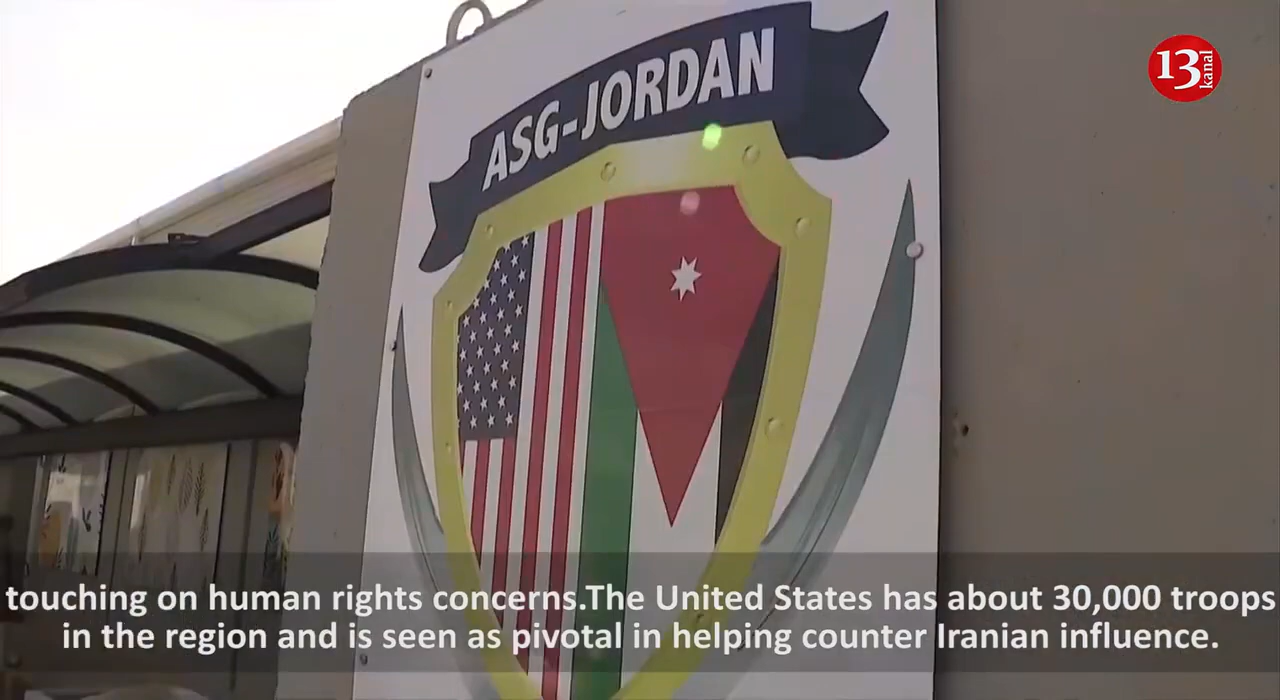 ASG-JORDAN
13
kanal
touching on human rights concerns.The United States has about 30,000 troops
in the region and is seen as pivotal in helping counter Iranian influence.